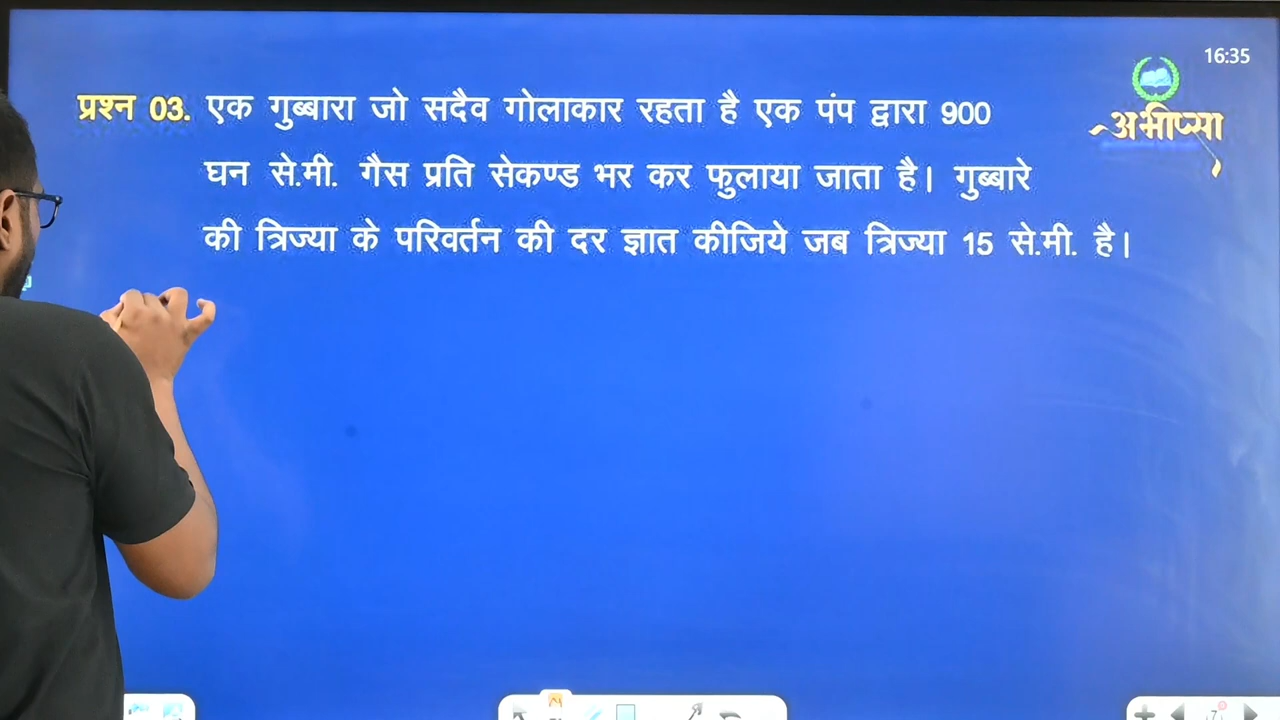 16:35
अभीप्सा
प्रश्न 03. एक गुब्बारा जो सदैव गोलाकार रहता है एक पंप द्वारा 900
घन से.मी. गैस प्रति सेकण्ड भर कर फुलाया जाता है। गुब्बारे
की त्रिज्या के परिवर्तन की दर ज्ञात कीजिये जब त्रिज्या 15 से.मी. है।